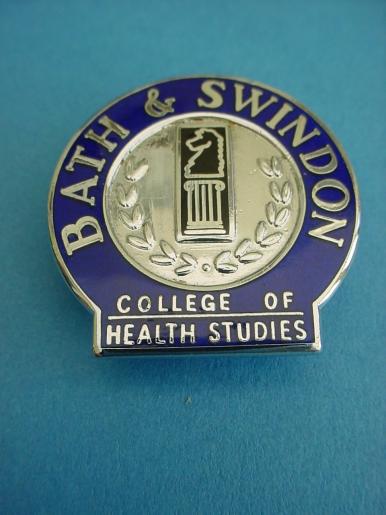 BATH & SWINDON
COLLEGE OF
HEALTH STUDIES